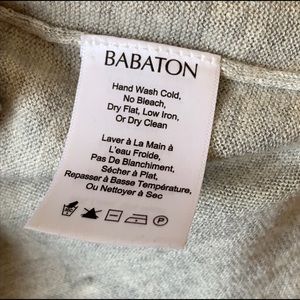 BABATON
Hand Wash Cold,
No Bleach,
Dry Flat, Low Iron,
Or Dry Clean
Laver à La Main à
L'eau Froide,
Pas De Blanchiment,
Sécher à Plat,
Repasser à Basse Température,
Ou Nettoyer à Sec
P